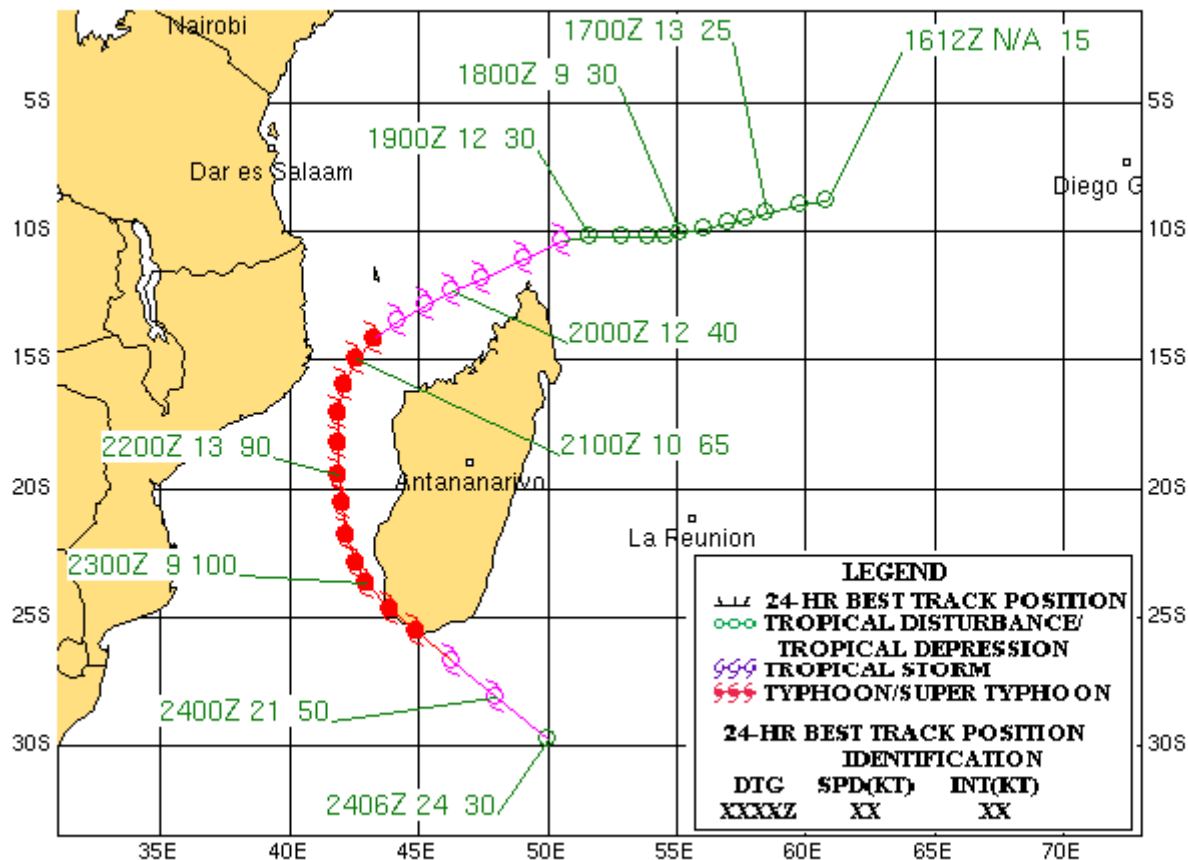 Nairobi
1700Z 13 25
1612Z N/A 15
1800Z 9 30
5S
5S
1900Z 12 30
Dar es Salaam
Diego G
10S
10S
2000Z 12 40
15S
15S
2200Z 13 90
2100Z 10 65
Antananarivo
20S
20S
La Reunion
2300Z 9 100
LEGEND
24-HR BEST TRACK POSITION
25S
25S
TROPICAL DISTURBANCE/
TROPICAL DEPRESSION
TROPICAL STORM
TYPHOON/SUPER TYPHOON
2400Z 21 50
24-HR BEST TRACK POSITION
30S
30S
IDENTIFICATION
DTG SPD(KT) INT(KT)
XXXXZ XX XX
2406Z 24 30
35E 40E 45E 50E 55E 60E 65E 70E